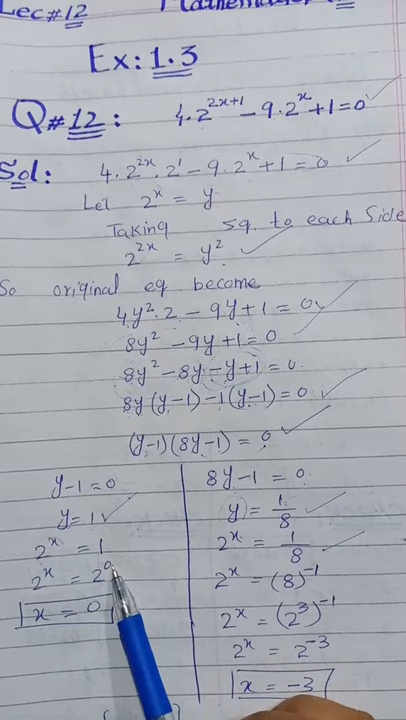 Lec#12 Mathematics
Ex: 1.3
Q#12: 4.2^{2x+1} - 9.2^x + 1 = 0
Sol: 4.2^{2x}.2^1 - 9.2^x + 1 = 0
Let 2^x = y
Taking sq. to each side
2^{2x} = y^2
So original eq become
4y^2.2 - 9y + 1 = 0
8y^2 - 9y + 1 = 0
8y^2 - 8y - y + 1 = 0
8y(y-1) - 1(y-1) = 0
(y-1)(8y-1) = 0
y-1 = 0
y = 1
2^x = 1
2^x = 2^0
x = 0
8y-1 = 0
y = 1/8
2^x = 1/8
2^x = (8)^{-1}
2^x = (2^3)^{-1}
2^x = 2^{-3}
x = -3